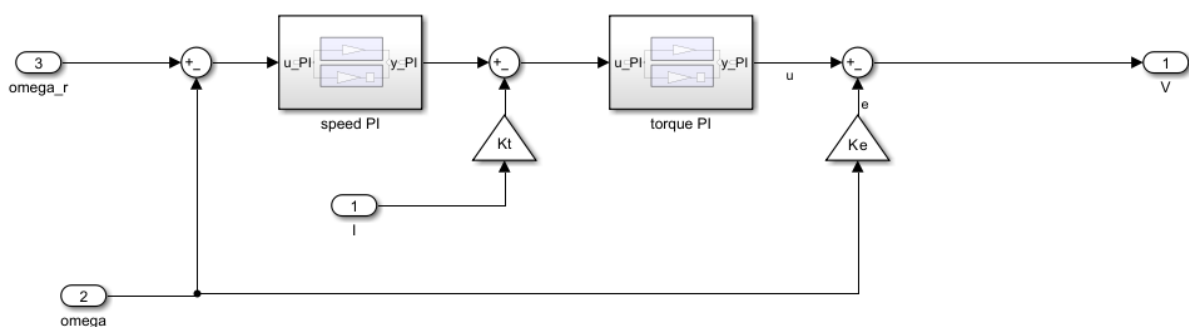 3
omega_r
+
_
u_PI
y_PI
speed PI
+
_
u_PI
y_PI
torque PI
u
+
_
1
V
e
Kt
Ke
1
I
2
omega